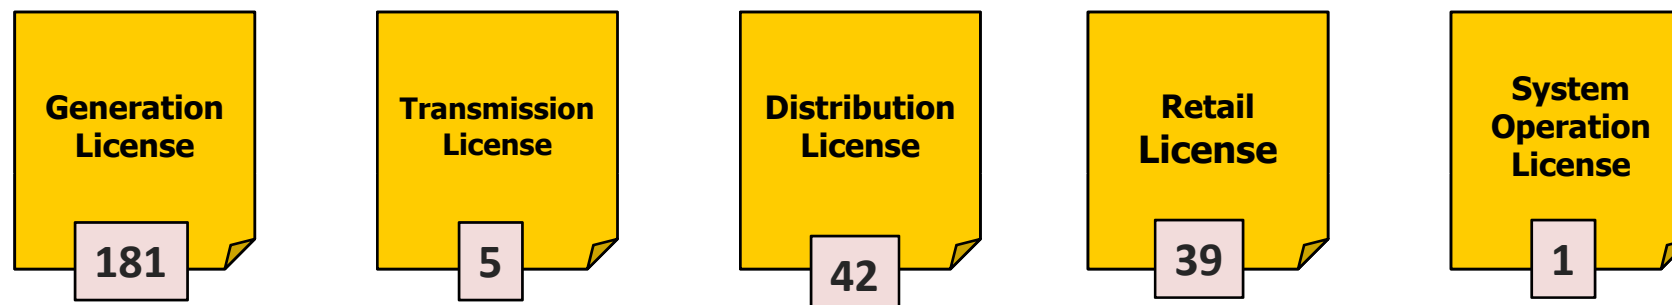 Generation
License
181
Transmission
License
5
Distribution
License
42
Retail
License
39
System
Operation
License
1